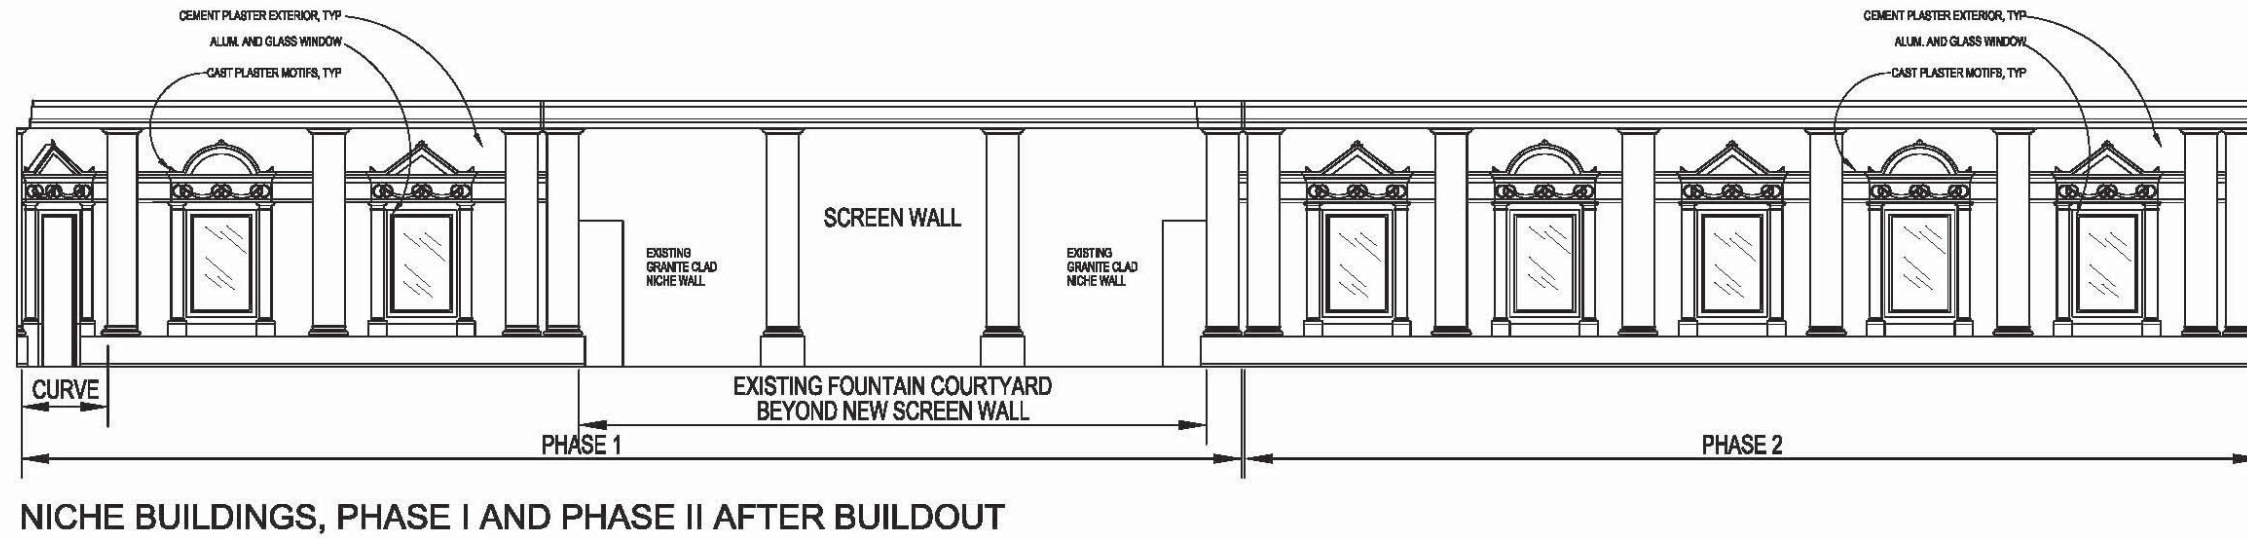 CEMENT PLASTER EXTERIOR, TYP
ALUM. AND GLASS WINDOW
CAST PLASTER MOTIFS, TYP
CEMENT PLASTER EXTERIOR, TYP
ALUM. AND GLASS WINDOW
CAST PLASTER MOTIFS, TYP
SCREEN WALL
EXISTING
GRANITE CLAD
NICHE WALL
EXISTING
GRANITE CLAD
NICHE WALL
CURVE
EXISTING FOUNTAIN COURTYARD
BEYOND NEW SCREEN WALL
PHASE 1
PHASE 2
NICHE BUILDINGS, PHASE I AND PHASE II AFTER BUILDOUT